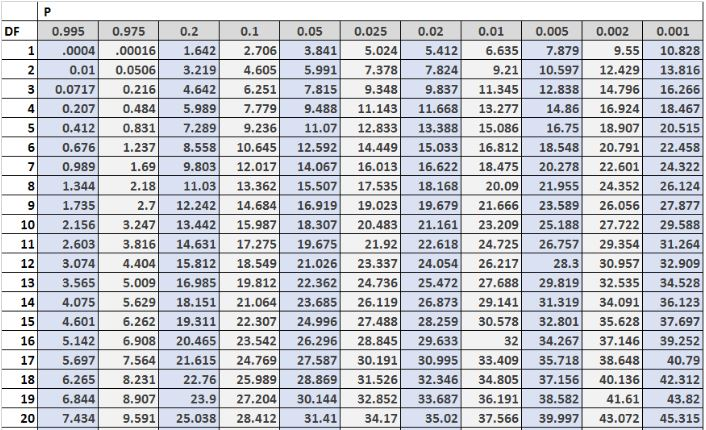 P
DF 0.995 0.975 0.2 0.1 0.05 0.025 0.02 0.01 0.005 0.002 0.001
1 .0004 .00016 1.642 2.706 3.841 5.024 5.412 6.635 7.879 9.55 10.828
2 0.01 0.0506 3.219 4.605 5.991 7.378 7.824 9.21 10.597 12.429 13.816
3 0.0717 0.216 4.642 6.251 7.815 9.348 9.837 11.345 12.838 14.796 16.266
4 0.207 0.484 5.989 7.779 9.488 11.143 11.668 13.277 14.86 16.924 18.467
5 0.412 0.831 7.289 9.236 11.07 12.833 13.388 15.086 16.75 18.907 20.515
6 0.676 1.237 8.558 10.645 12.592 14.449 15.033 16.812 18.548 20.791 22.458
7 0.989 1.69 9.803 12.017 14.067 16.013 16.622 18.475 20.278 22.601 24.322
8 1.344 2.18 11.03 13.362 15.507 17.535 18.168 20.09 21.955 24.352 26.124
9 1.735 2.7 12.242 14.684 16.919 19.023 19.679 21.666 23.589 26.056 27.877
10 2.156 3.247 13.442 15.987 18.307 20.483 21.161 23.209 25.188 27.722 29.588
11 2.603 3.816 14.631 17.275 19.675 21.92 22.618 24.725 26.757 29.354 31.264
12 3.074 4.404 15.812 18.549 21.026 23.337 24.054 26.217 28.3 30.957 32.909
13 3.565 5.009 16.985 19.812 22.362 24.736 25.472 27.688 29.819 32.535 34.528
14 4.075 5.629 18.151 21.064 23.685 26.119 26.873 29.141 31.319 34.091 36.123
15 4.601 6.262 19.311 22.307 24.996 27.488 28.259 30.578 32.801 35.628 37.697
16 5.142 6.908 20.465 23.542 26.296 28.845 29.633 32 34.267 37.146 39.252
17 5.697 7.564 21.615 24.769 27.587 30.191 30.995 33.409 35.718 38.648 40.79
18 6.265 8.231 22.76 25.989 28.869 31.526 32.346 34.805 37.156 40.136 42.312
19 6.844 8.907 23.9 27.204 30.144 32.852 33.687 36.191 38.582 41.61 43.82
20 7.434 9.591 25.038 28.412 31.41 34.17 35.02 37.566 39.997 43.072 45.315